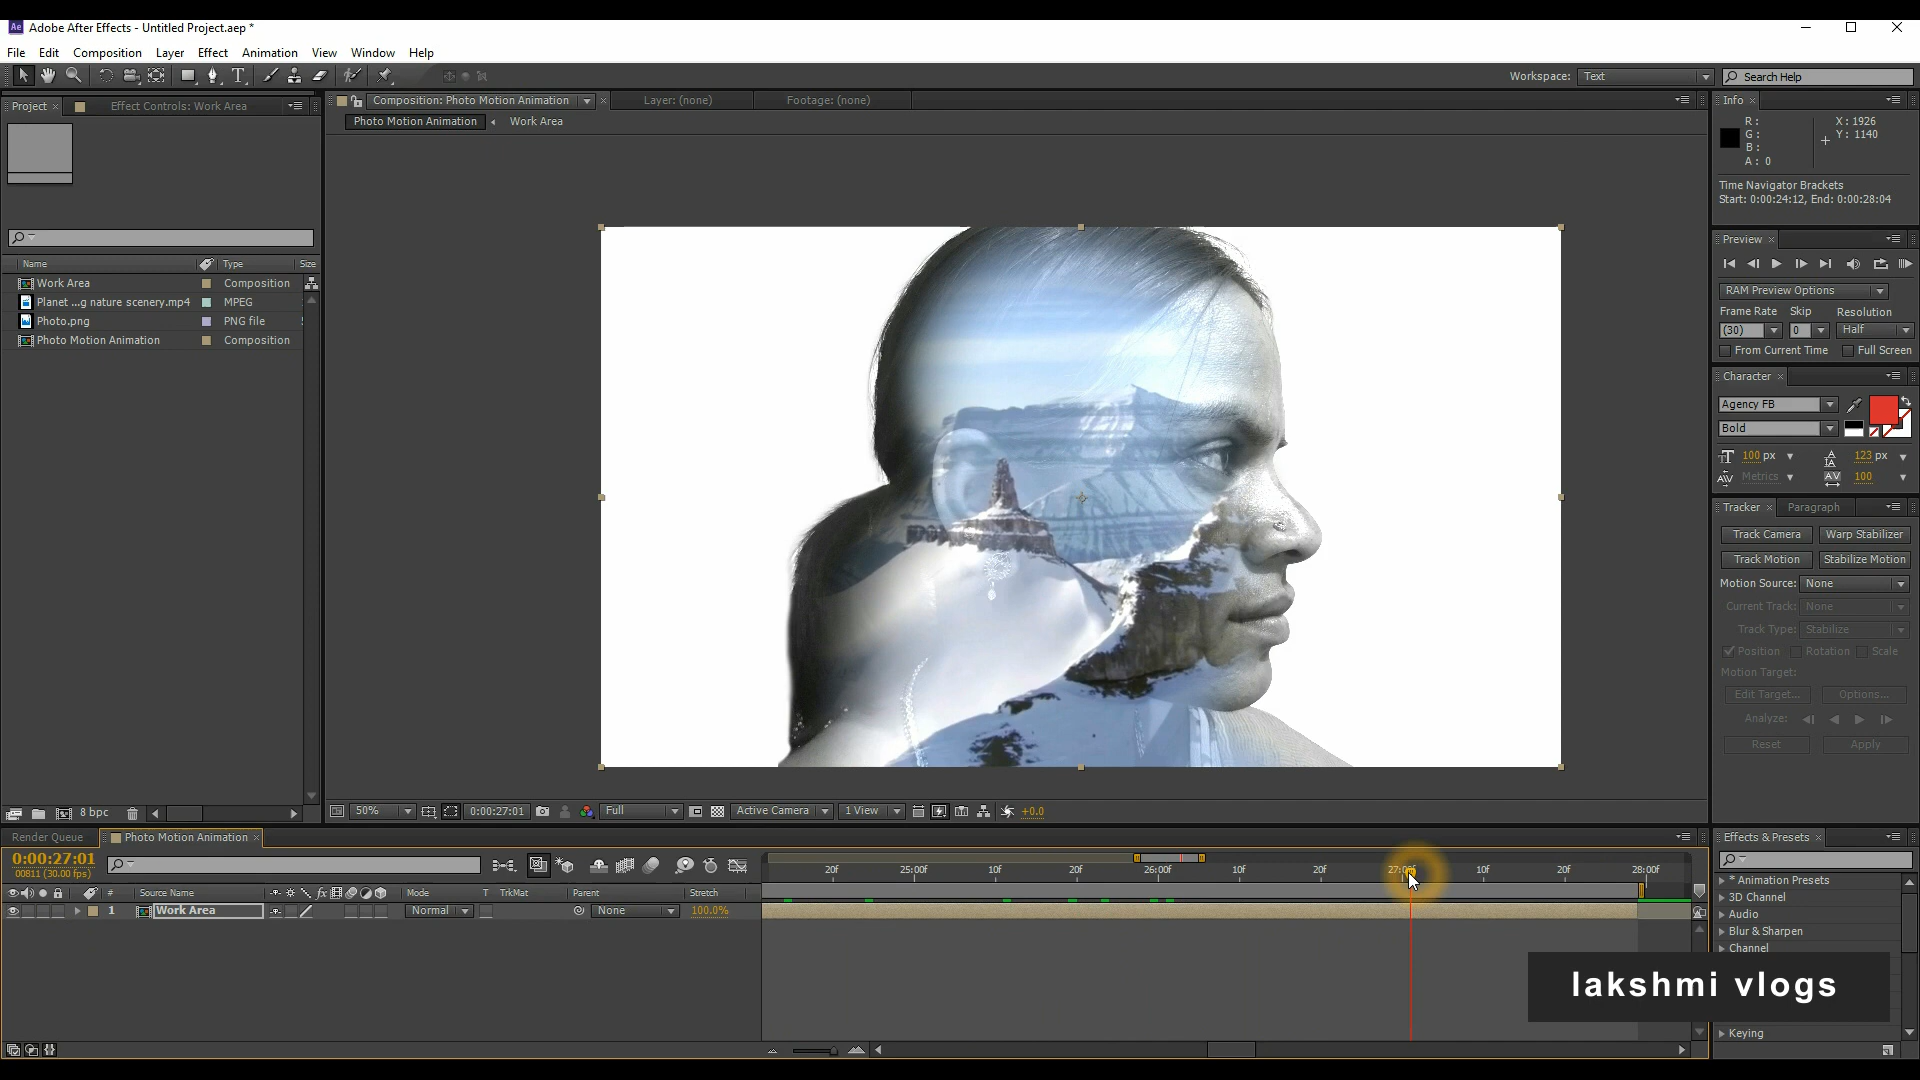 Ae Adobe After Effects - Untitled Project.aep *
File Edit Composition Layer Effect Animation View Window Help
Workspace: Text Search Help
Project Effect Controls: Work Area
Composition: Photo Motion Animation Layer: (none) Footage: (none)
Photo Motion Animation Work Area
Name Type Size
Work Area Composition
Planet ...g nature scenery.mp4 MPEG
Photo.png PNG file
Photo Motion Animation Composition
8 bpc
50% 0:00:27:01 Full Active Camera 1 View +0.0
Info
R: X: 1926
G: Y: 1140
B:
A: 0
Time Navigator Brackets
Start: 0:00:24:12, End: 0:00:28:04
Preview
RAM Preview Options
Frame Rate Skip Resolution
(30) 0 Half
From Current Time Full Screen
Character
Agency FB
Bold
100 px 123 px
Metrics 100
Tracker Paragraph
Track Camera Warp Stabilizer
Track Motion Stabilize Motion
Motion Source: None
Current Track: None
Track Type: Stabilize
Position Rotation Scale
Motion Target:
Edit Target... Options...
Analyze:
Reset Apply
Render Queue Photo Motion Animation
0:00:27:01
00811 (30.00 fps)
20f 25:00f 10f 20f 26:00f 10f 20f 27:00f 10f 20f 28:00f
# Source Name fx Mode T TrkMat Parent Stretch
1 Work Area Normal None 100.0%
Effects & Presets
* Animation Presets
3D Channel
Audio
Blur & Sharpen
Channel
Keying
lakshmi vlogs